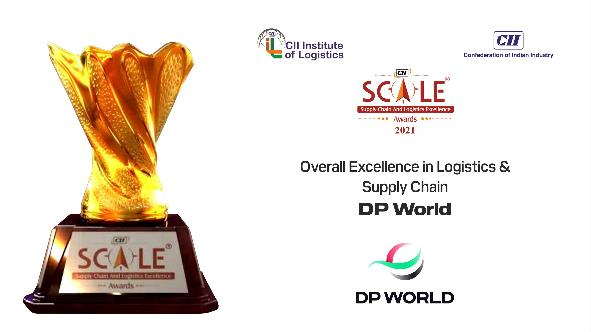 CII Institute
of Logistics
CII
Confederation of Indian Industry
CII
SCALE®
Supply Chain And Logistics Excellence
Awards
2021
Overall Excellence in Logistics &
Supply Chain
DP World
DP WORLD
CII
SCALE®
Supply Chain And Logistics Excellence
Awards